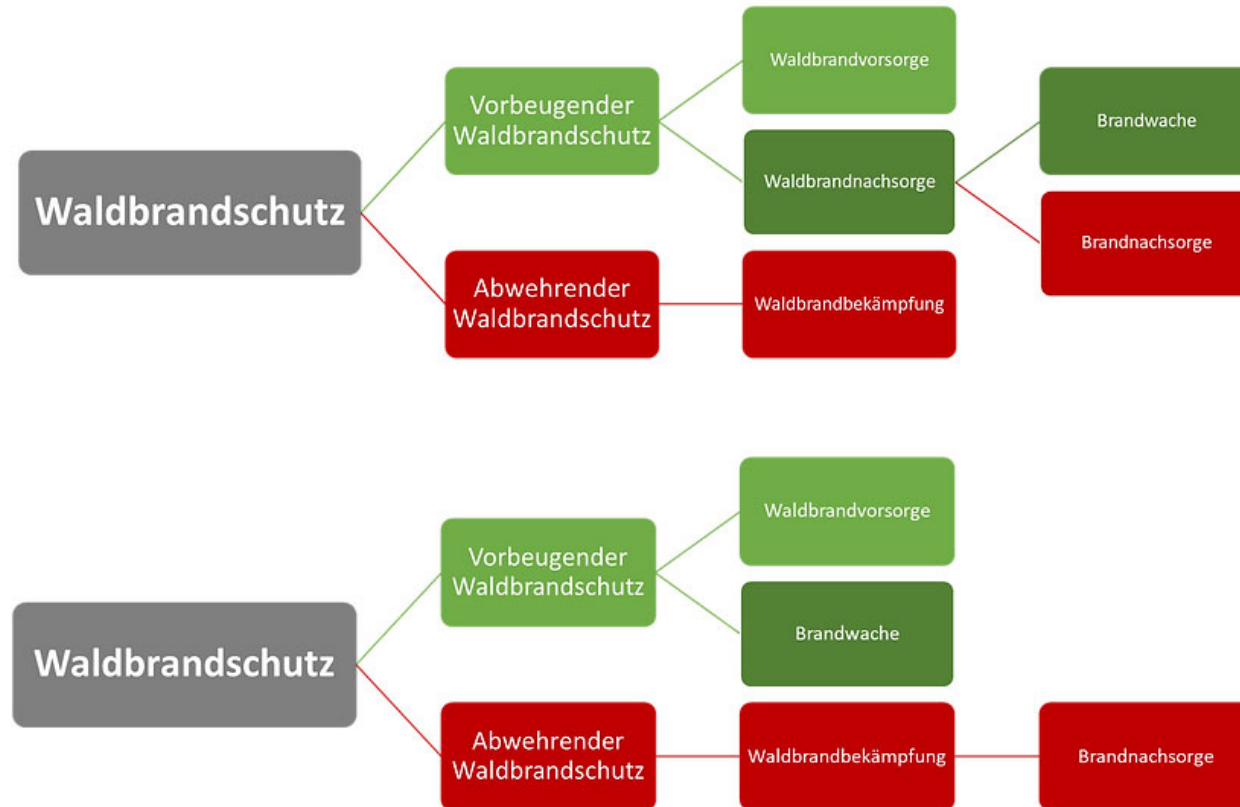 Waldbrandschutz
Vorbeugender
Waldbrandschutz
Waldbrandvorsorge
Waldbrandnachsorge
Brandwache
Brandnachsorge
Abwehrender
Waldbrandschutz
Waldbrandbekämpfung
Waldbrandschutz
Vorbeugender
Waldbrandschutz
Waldbrandvorsorge
Brandwache
Abwehrender
Waldbrandschutz
Waldbrandbekämpfung
Brandnachsorge